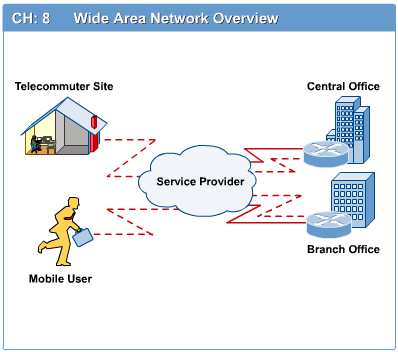 CH: 8 Wide Area Network Overview
Telecommuter Site
Central Office
Service Provider
Mobile User
Branch Office